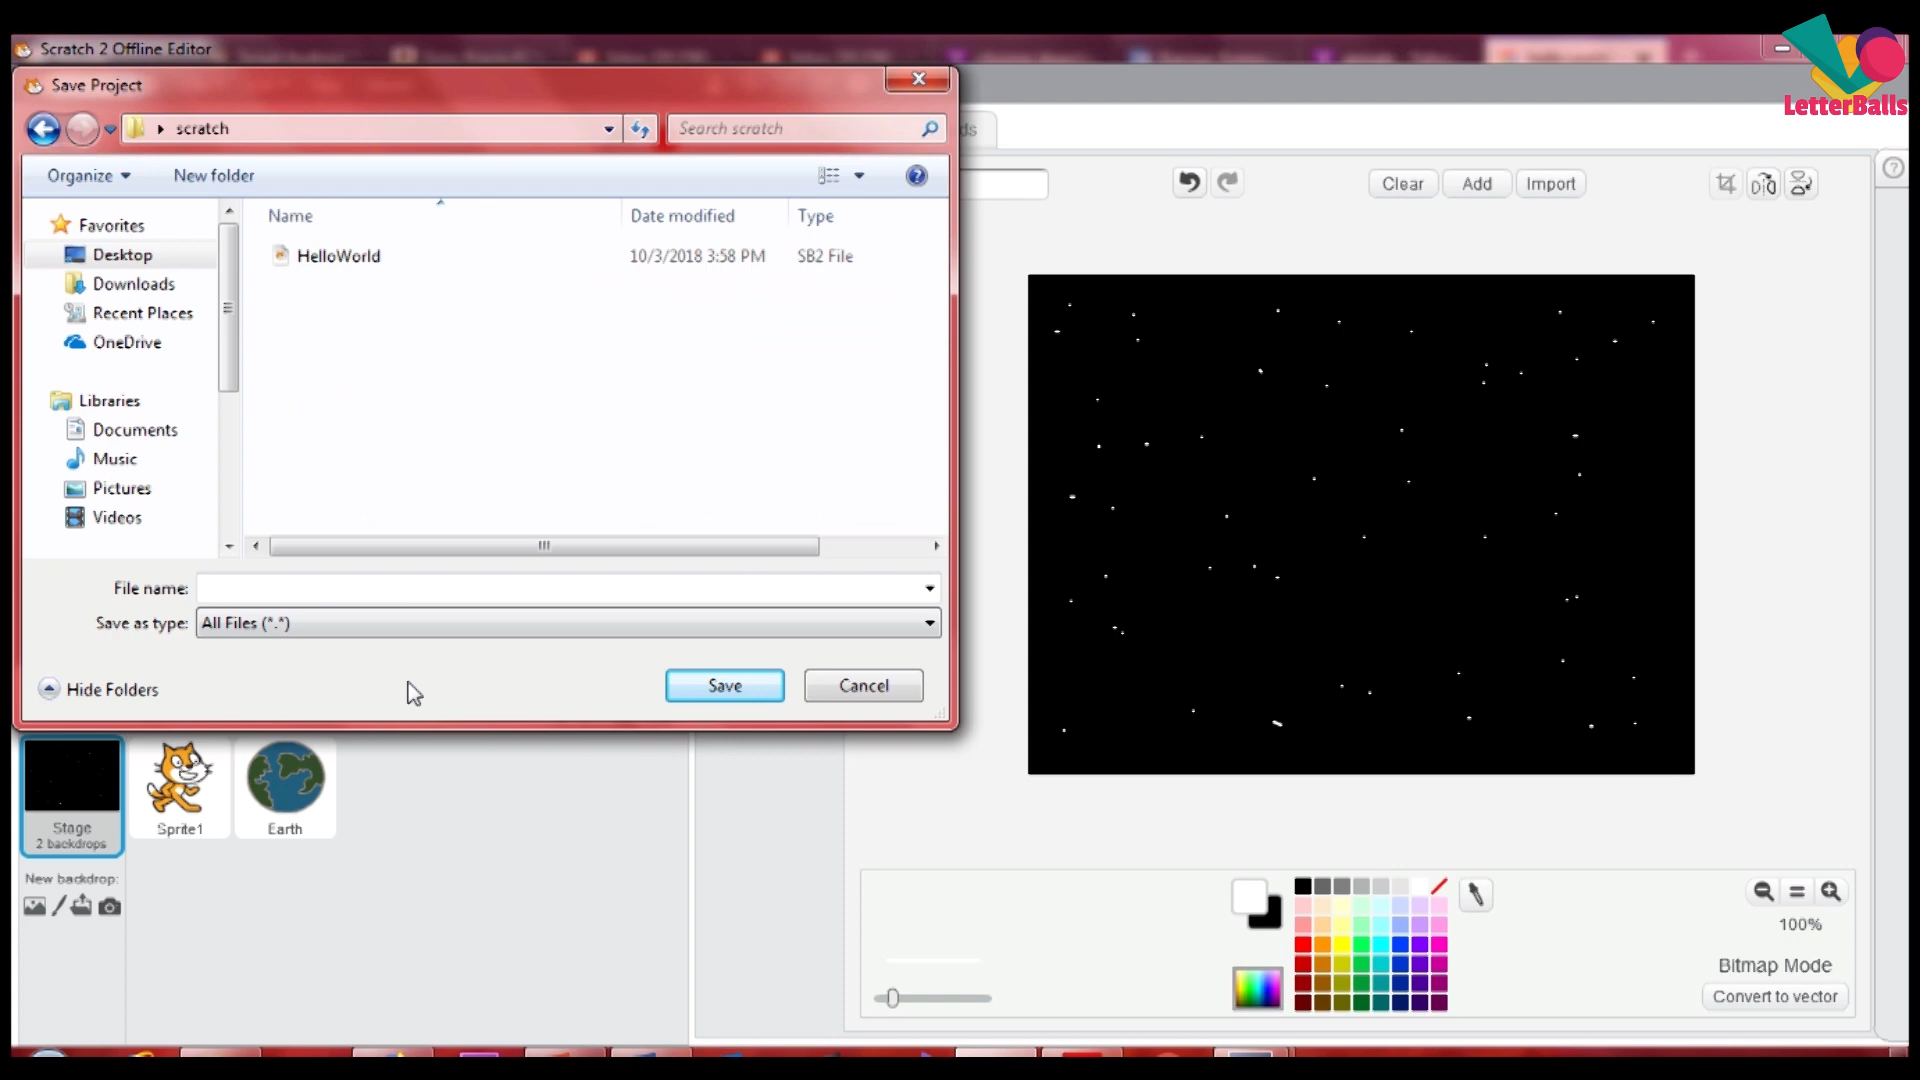 Scratch 2 Offline Editor
LetterBalls
Save Project
scratch
Search scratch
Organize
New folder
Clear
Add
Import
Name
Date modified
Type
HelloWorld
10/3/2018 3:58 PM
SB2 File
Favorites
Desktop
Downloads
Recent Places
OneDrive
Libraries
Documents
Music
Pictures
Videos
File name:
Save as type:
All Files (*.*)
Hide Folders
Save
Cancel
Stage
2 backdrops
Sprite1
Earth
New backdrop:
100%
Bitmap Mode
Convert to vector